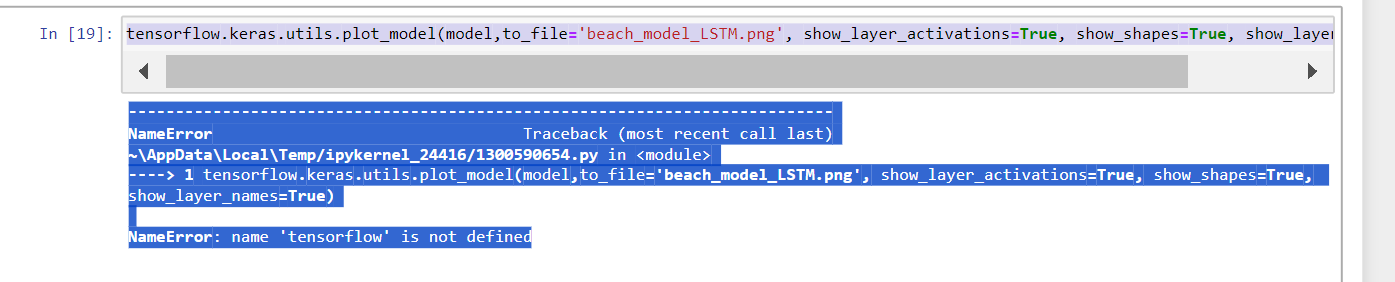 In [19]: tensorflow.keras.utils.plot_model(model,to_file='beach_model_LSTM.png', show_layer_activations=True, show_shapes=True, show_layer
---------------------------------------------------------------------------
NameError                                 Traceback (most recent call last)
~\AppData\Local\Temp/ipykernel_24416/1300590654.py in <module>
----> 1 tensorflow.keras.utils.plot_model(model,to_file='beach_model_LSTM.png', show_layer_activations=True, show_shapes=True,
show_layer_names=True)
NameError: name 'tensorflow' is not defined